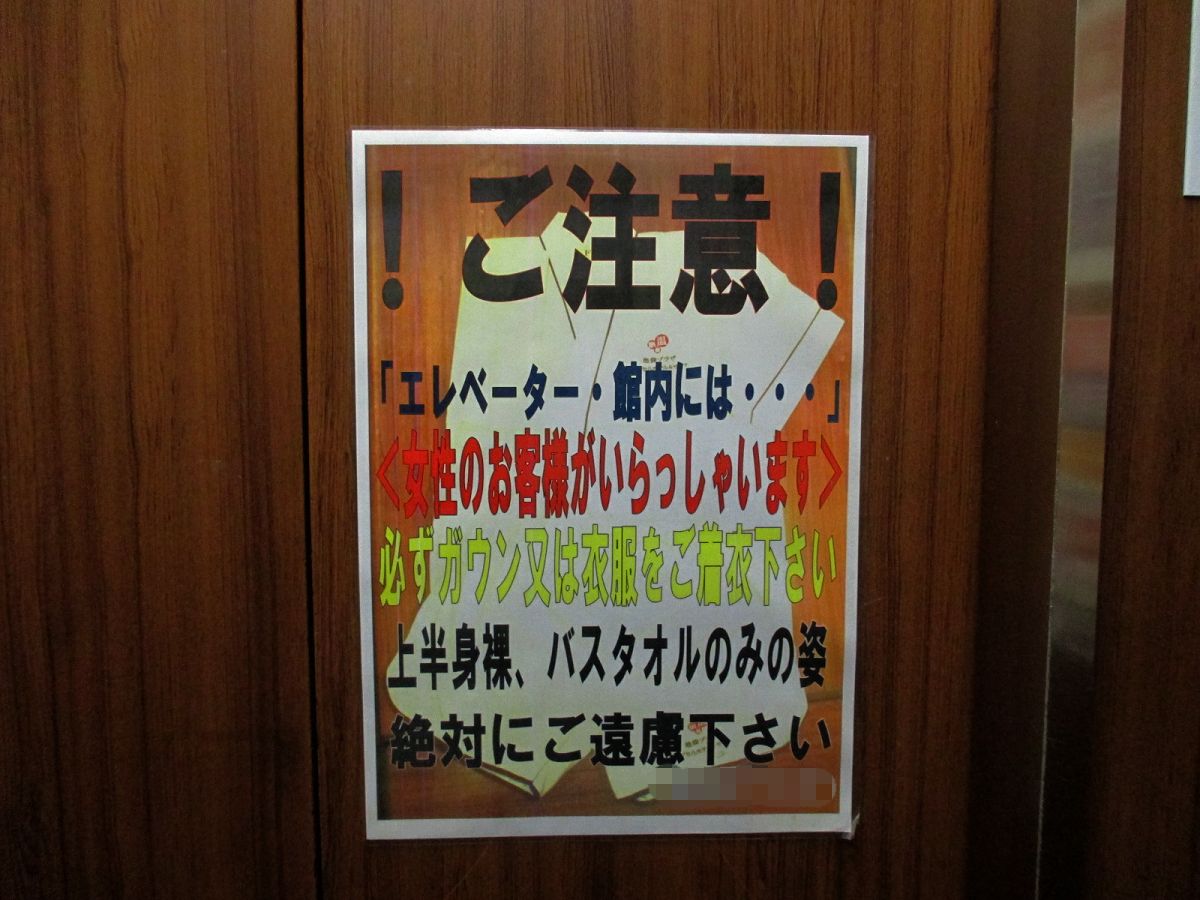 ！ご注意！
「エレベーター・館内には・・・」
<女性のお客様がいらっしゃいます>
必ずガウン又は衣服をご着衣下さい
上半身裸、バスタオルのみの姿
絶対にご遠慮下さい